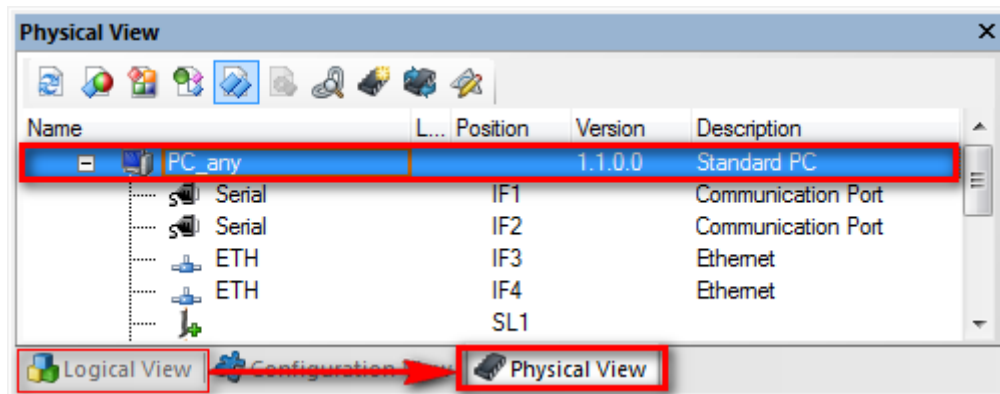 Physical View
Name L... Position Version Description
PC_any 1.1.0.0 Standard PC
Serial IF1 Communication Port
Serial IF2 Communication Port
ETH IF3 Ethernet
ETH IF4 Ethernet
SL1
Logical View Configuration Physical View